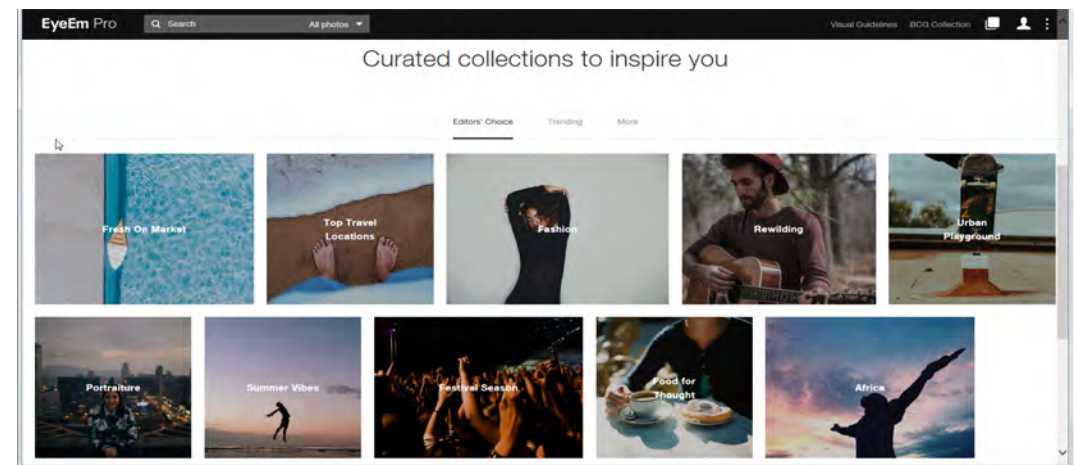 EyeEm Pro
Search
All photos
Visual Guidelines
BCG Collection
Curated collections to inspire you
Editors' Choice
Trending
More
Fresh On Market
Top Travel
Locations
Fashion
Rewilding
Urban
Playground
Portraiture
Summer Vibes
Festival Season
Food for
Thought
Africa